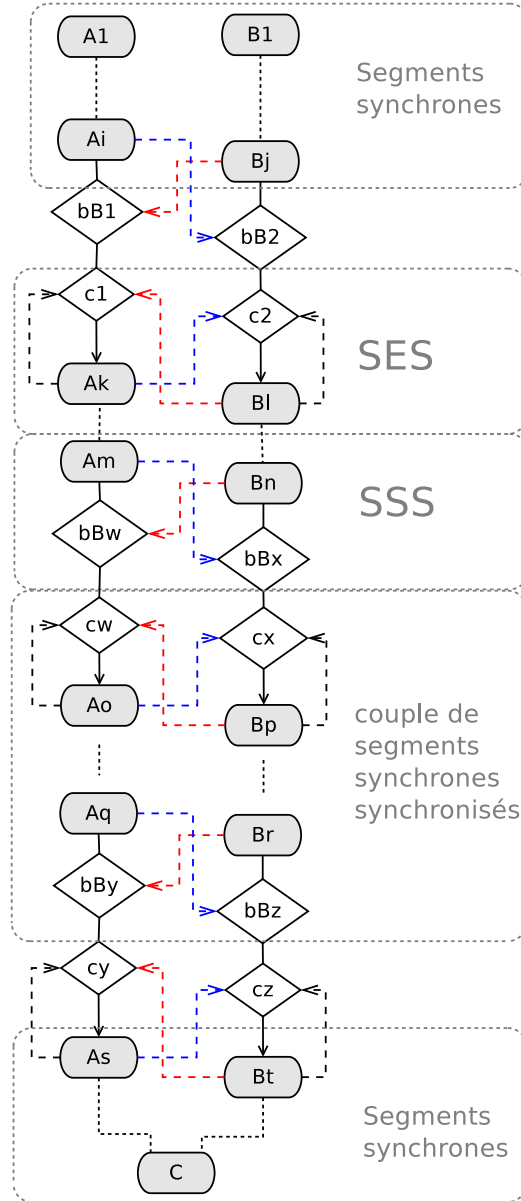 A1
B1
Segments
synchrones
Ai
Bj
bB1
bB2
c1
c2
SES
Ak
Bl
Am
Bn
SSS
bBw
bBx
cw
cx
Ao
Bp
couple de
segments
synchrones
synchronisés
Aq
Br
bBy
bBz
cy
cz
As
Bt
Segments
synchrones
C